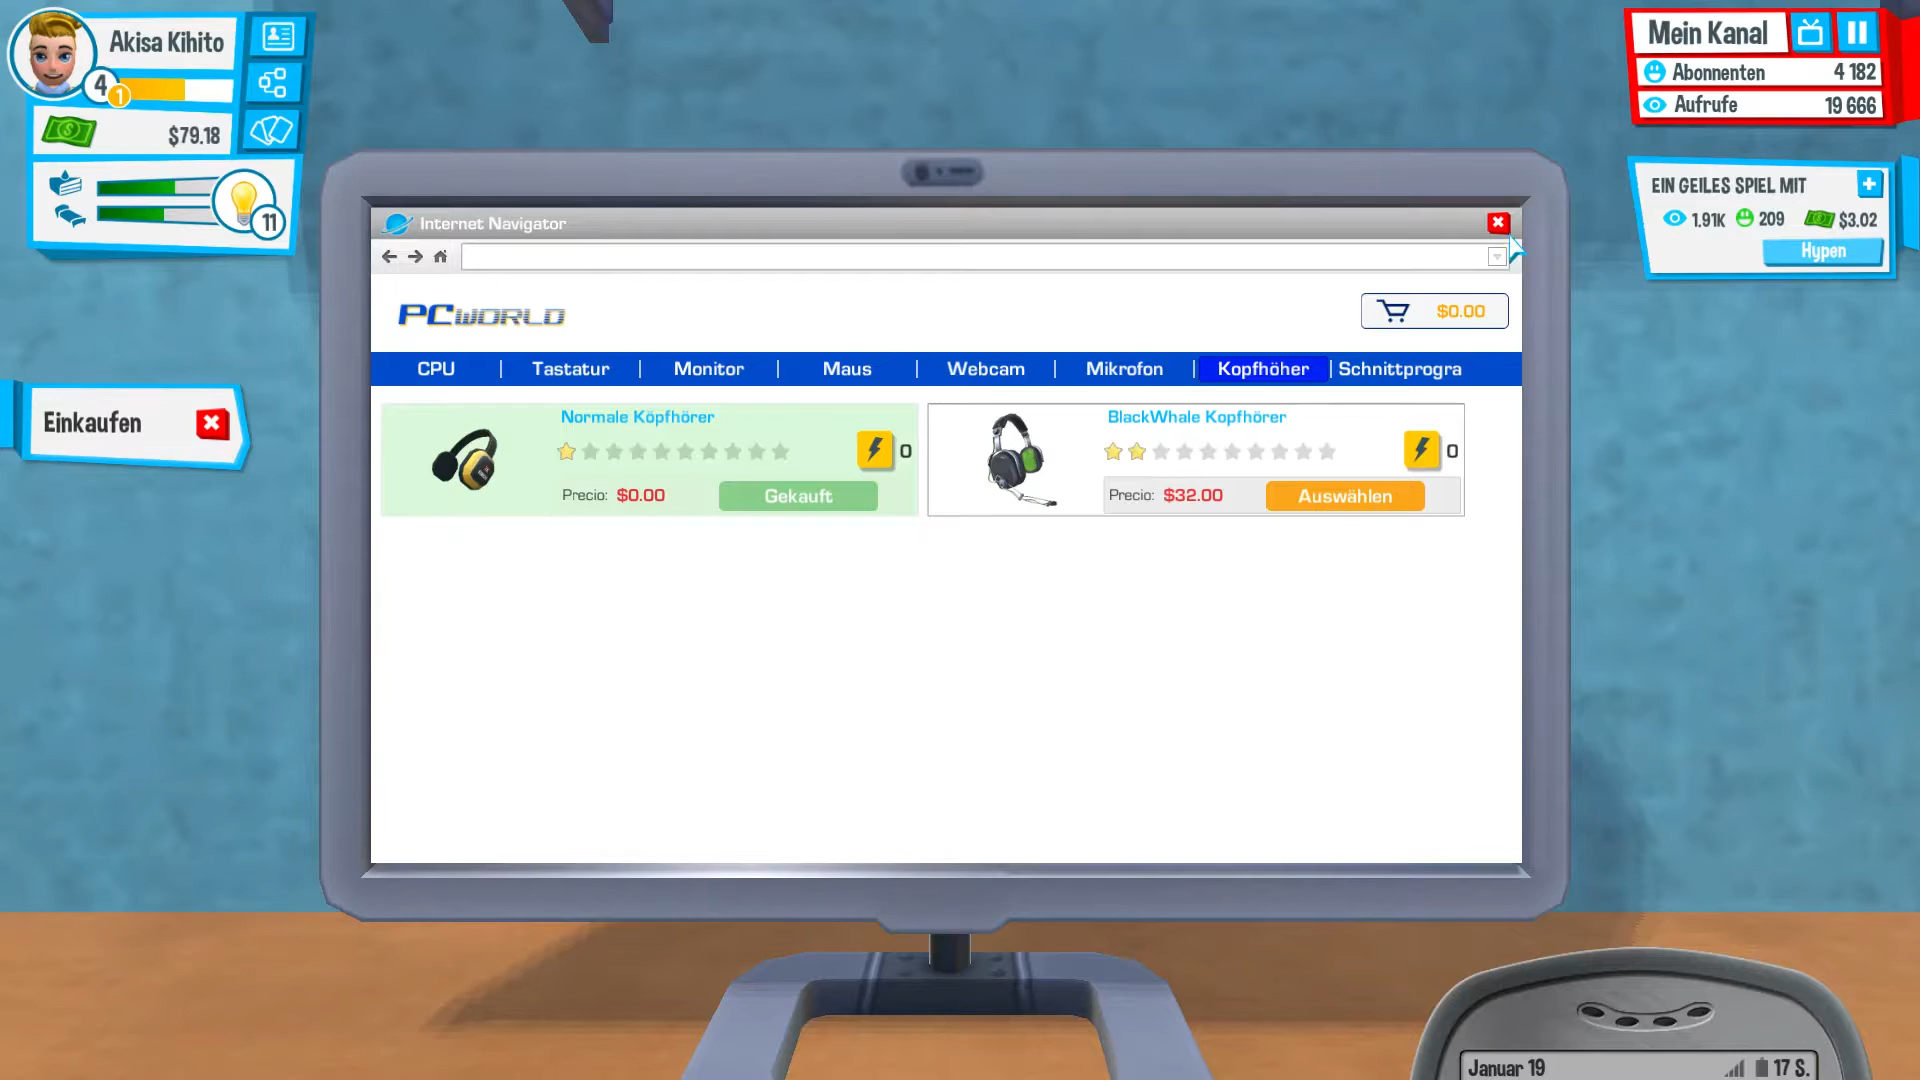 Akisa Kihito
4
1
$79.18
11
Mein Kanal
Abonnenten 4 182
Aufrufe 19 666
EIN GEILES SPIEL MIT
1.91K 209 $3.02
Hypen
Einkaufen
Internet Navigator
PCWORLD
$0.00
CPU | Tastatur | Monitor | Maus | Webcam | Mikrofon | Kopfhöher | Schnittprogra
Normale Köpfhörer
0
Precio: $0.00 Gekauft
BlackWhale Kopfhörer
0
Precio: $32.00 Auswählen
Januar 19 17 S.